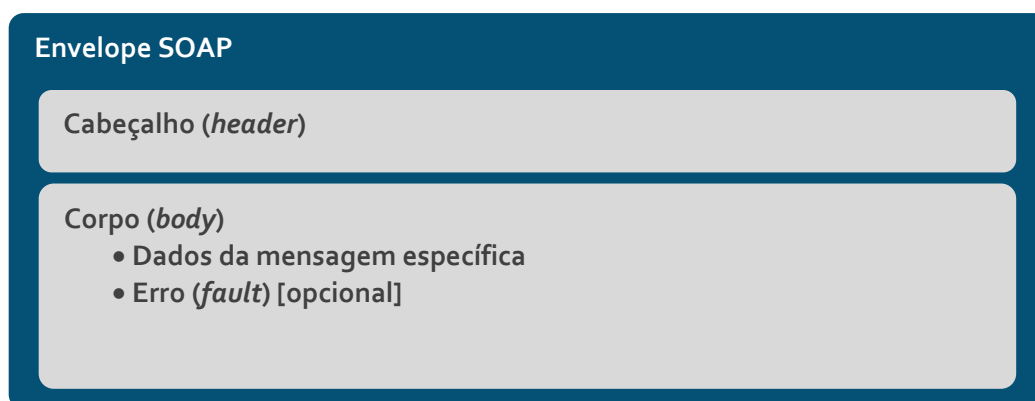 Envelope SOAP
Cabeçalho (header)
Corpo (body)
• Dados da mensagem específica
• Erro (fault) [opcional]